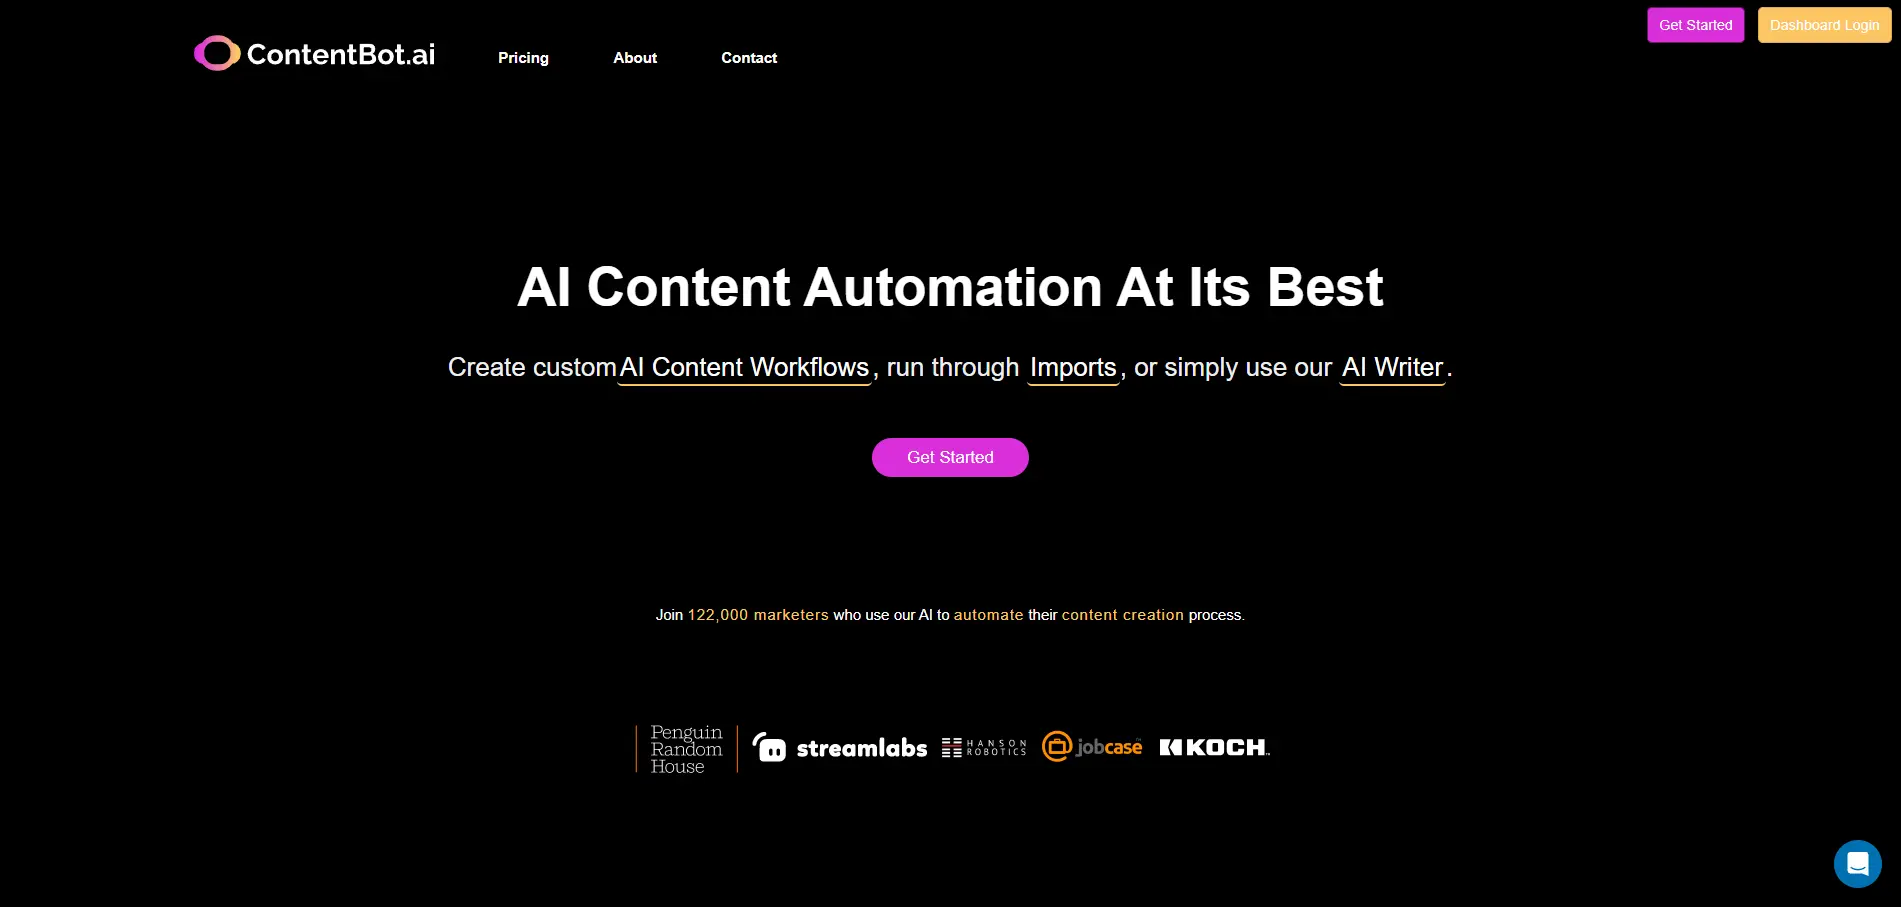 ContentBot.ai
Pricing
About
Contact
Get Started
Dashboard Login
AI Content Automation At Its Best
Create custom AI Content Workflows, run through Imports, or simply use our AI Writer.
Get Started
Join 122,000 marketers who use our AI to automate their content creation process.
Penguin
Random
House
streamlabs
HANSON
ROBOTICS
jobcase
KOCH